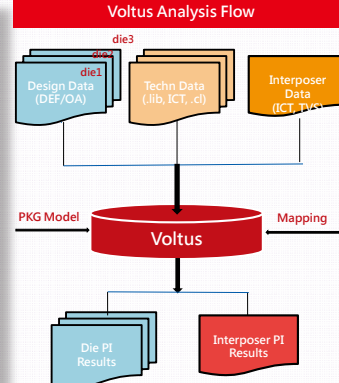 Voltus Analysis Flow
die3
die2
die1
Design Data
(DEF/OA)
Techn Data
(.lib, ICT, .cl)
Interposer
Data
(ICT, TVS)
PKG Model
Mapping
Voltus
Die PI
Results
Interposer PI
Results